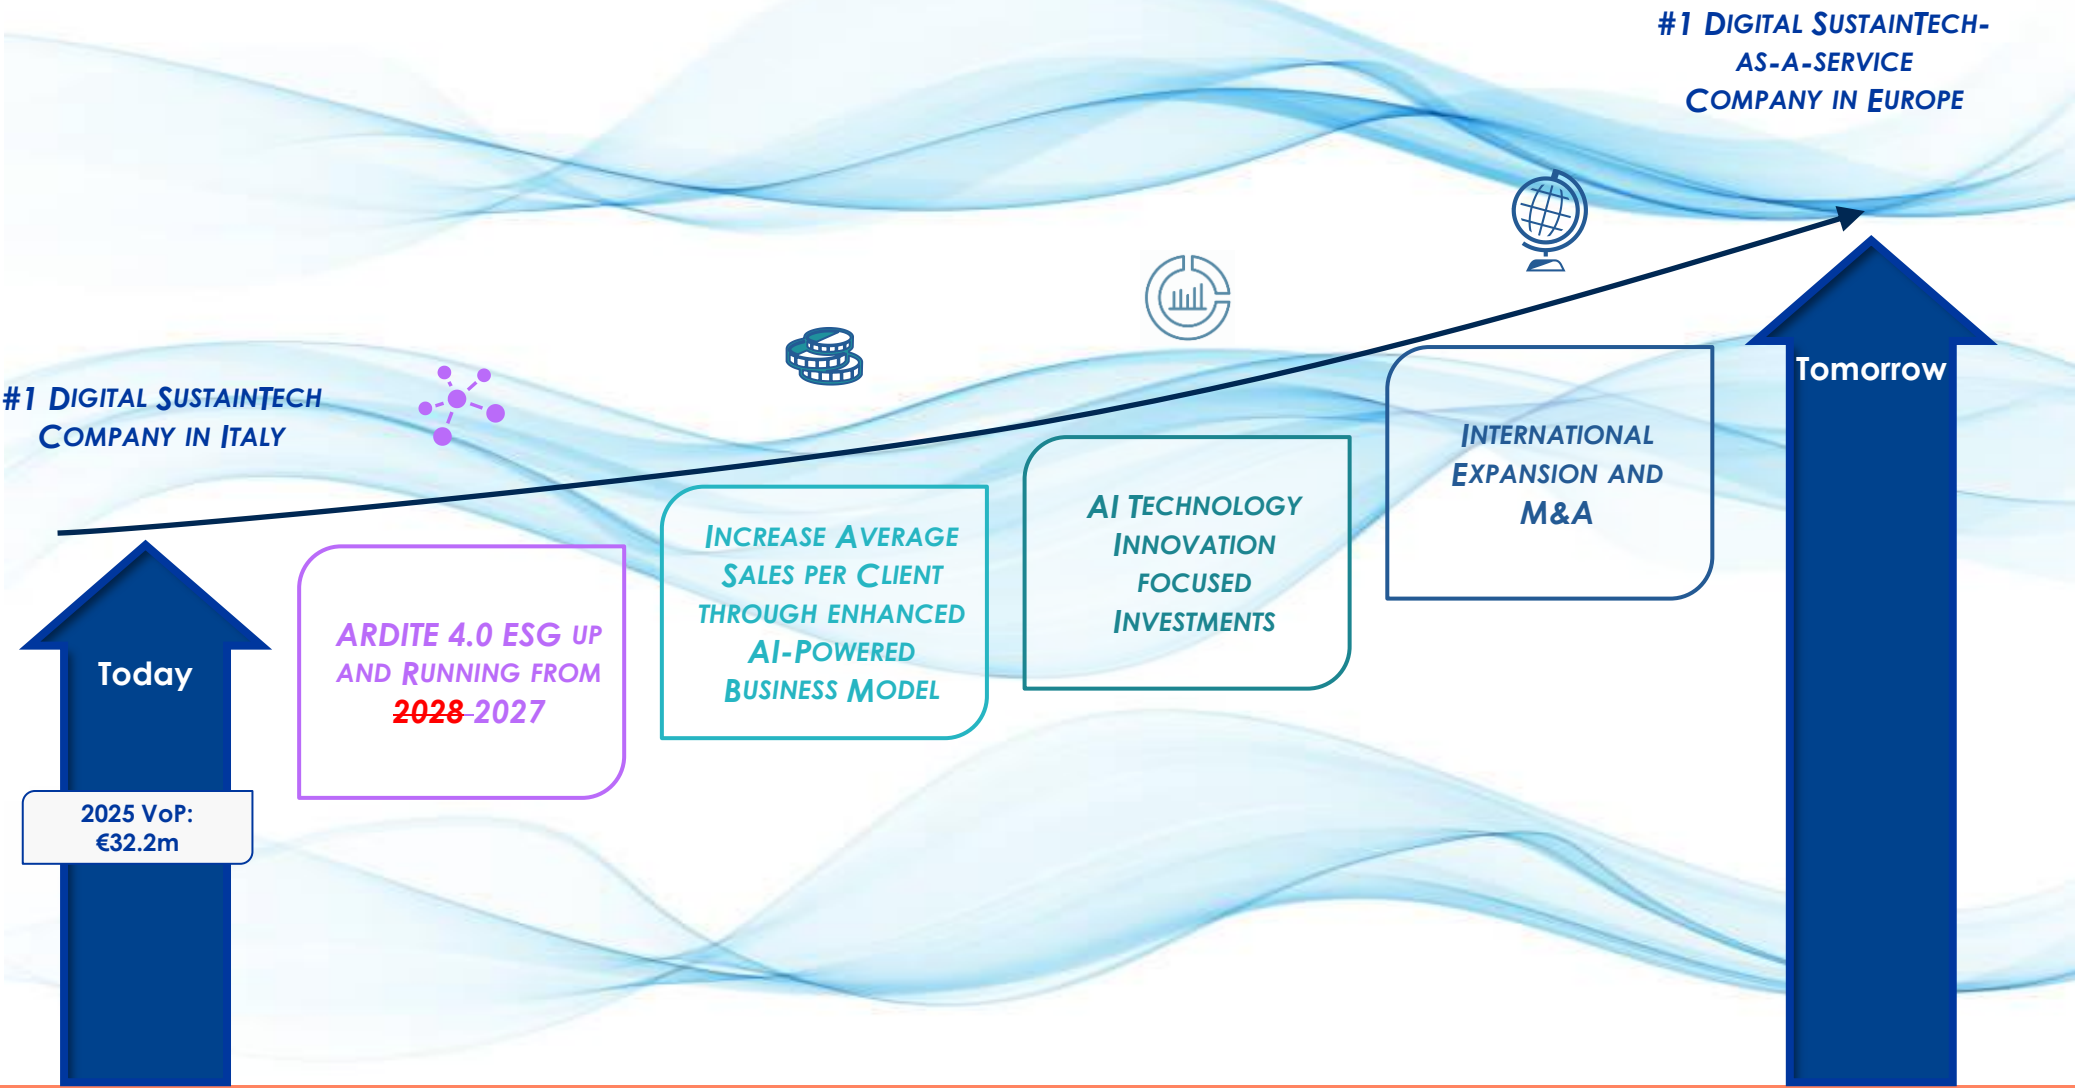 #1 DIGITAL SUSTAINTECH-
AS-A-SERVICE
COMPANY IN EUROPE
#1 DIGITAL SUSTAINTECH
COMPANY IN ITALY
Today
2025 VoP:
€32.2m
ARDITE 4.0 ESG UP
AND RUNNING FROM
2028 2027
INCREASE AVERAGE
SALES PER CLIENT
THROUGH ENHANCED
AI-POWERED
BUSINESS MODEL
AI TECHNOLOGY
INNOVATION
FOCUSED
INVESTMENTS
INTERNATIONAL
EXPANSION AND
M&A
Tomorrow